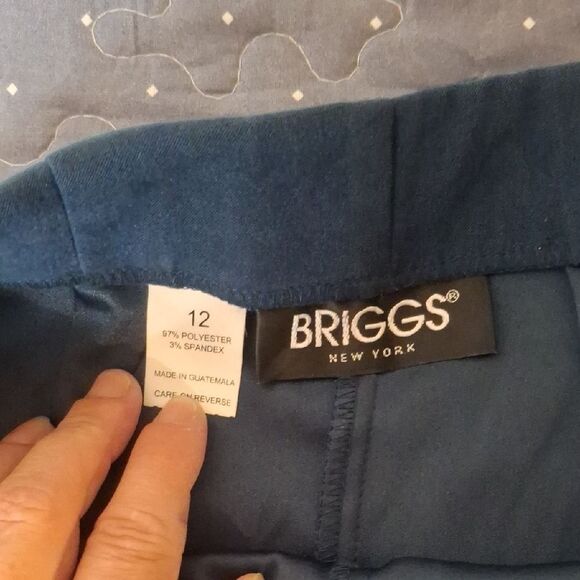 12
97% POLYESTER
3% SPANDEX
MADE IN GUATEMALA
CARE ON REVERSE
BRIGGS®
NEW YORK